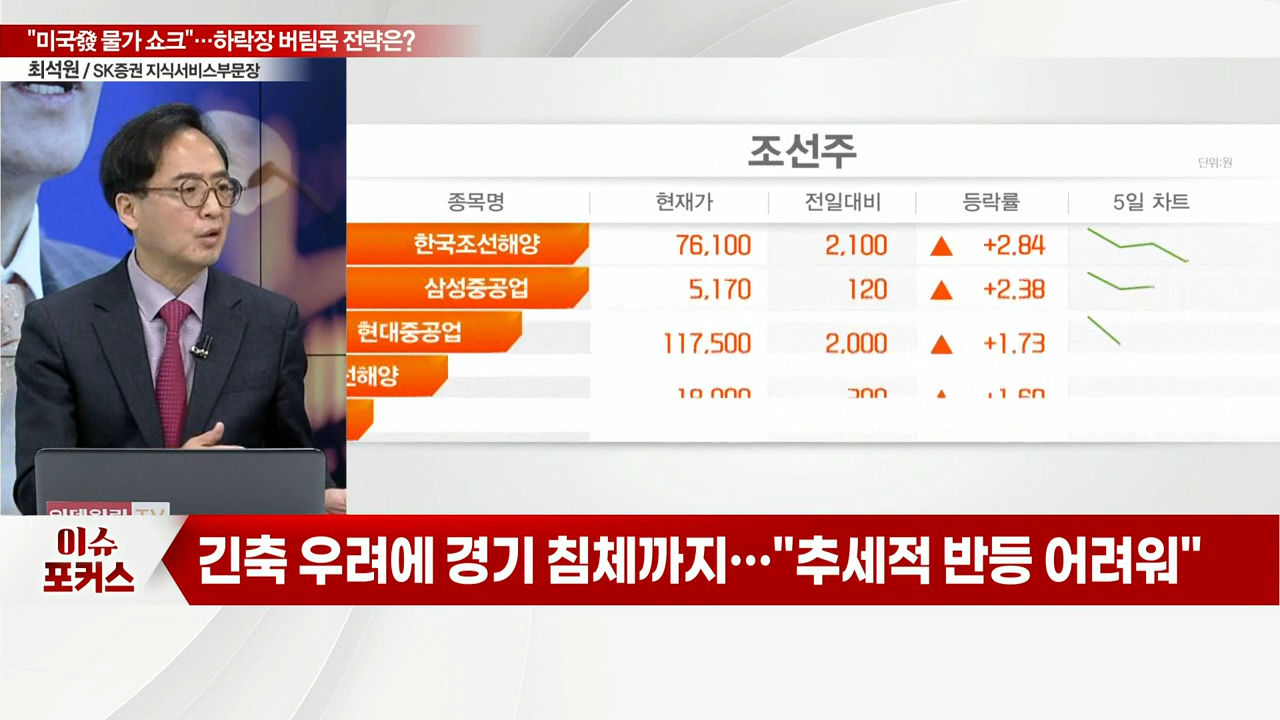 "미국發 물가 쇼크"…하락장 버팀목 전략은?
최석원 / SK증권 지식서비스부문장
조선주
단위:원
종목명 현재가 전일대비 등락률 5일 차트
한국조선해양 76,100 2,100 ▲ +2.84
삼성중공업 5,170 120 ▲ +2.38
현대중공업 117,500 2,000 ▲ +1.73
선해양
TV
이슈
포커스
긴축 우려에 경기 침체까지…"추세적 반등 어려워"